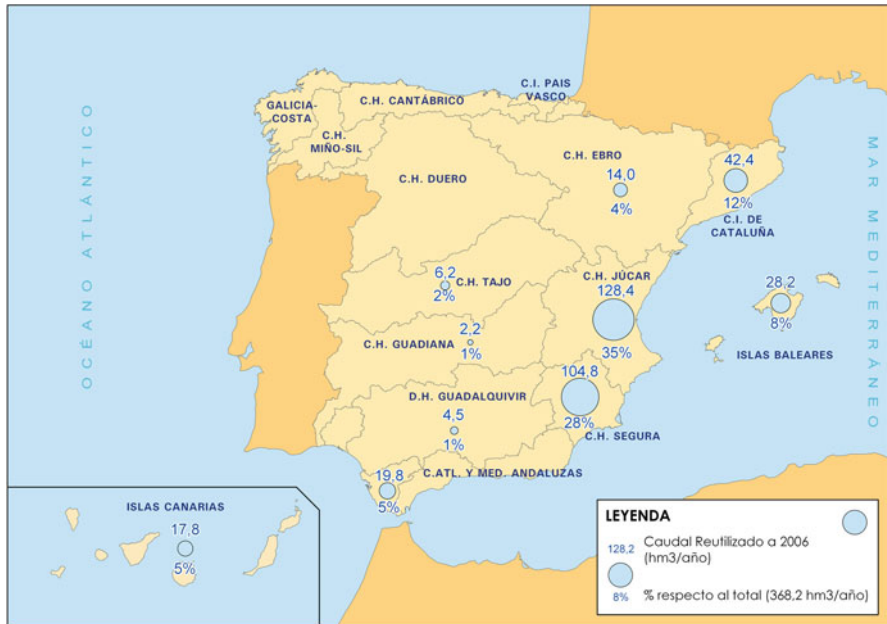 C.I. PAIS
VASCO
GALICIA-
COSTA
C.H. CANTÁBRICO
C.H.
MIÑO-SIL
C.H. DUERO
C.H. EBRO
14,0
4%
42,4
12%
C.I. DE
CATALUÑA
OCÉANO ATLÁNTICO
MAR MEDITERRÁNEO
6,2
C.H. TAJO
2%
C.H. JÚCAR
128,4
35%
28,2
8%
ISLAS BALEARES
2,2
C.H. GUADIANA
1%
104,8
28%
C.H. SEGURA
D.H. GUADALQUIVIR
4,5
1%
C.ATL. Y MED. ANDALUZAS
19,8
5%
ISLAS CANARIAS
17,8
5%
LEYENDA
128,2 Caudal Reutilizado a 2006
(hm3/año)
8% % respecto al total (368,2 hm3/año)